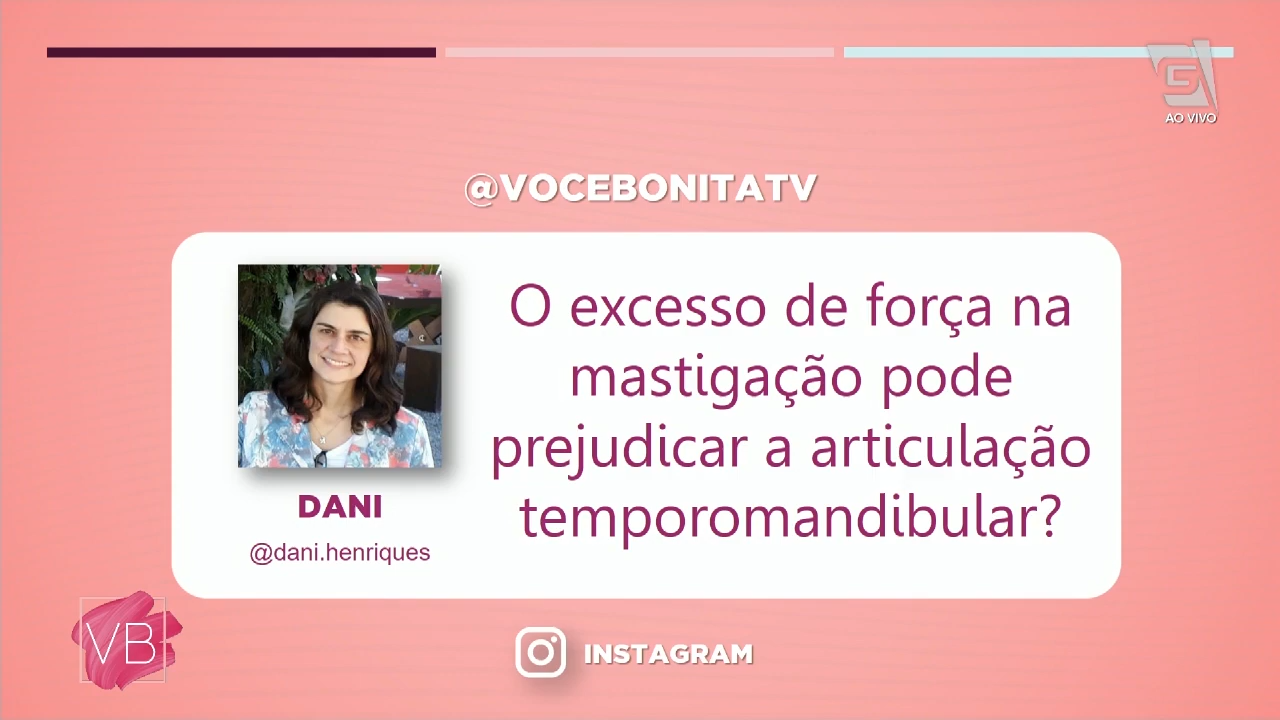 AO VIVO
@VOCEBONITATV
O excesso de força na
mastigação pode
prejudicar a articulação
temporomandibular?
DANI
@dani.henriques
VB
INSTAGRAM